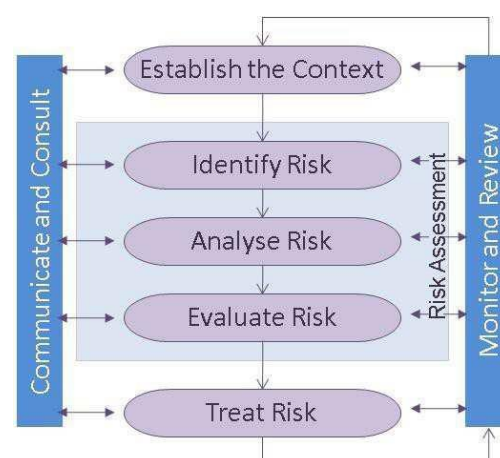 Establish the Context
Communicate and Consult
Identify Risk
Analyse Risk
Evaluate Risk
Risk Assessment
Monitor and Review
Treat Risk